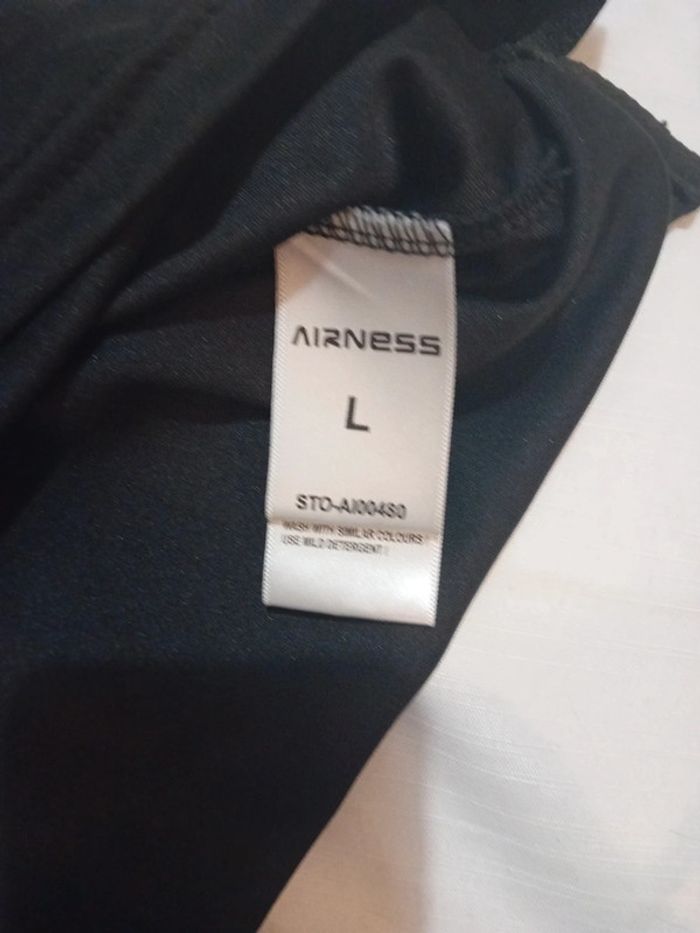 AIRNESS
L
STO-AI00480
WASH WITH SIMILAR COLOURS
USE MILD DETERGENT